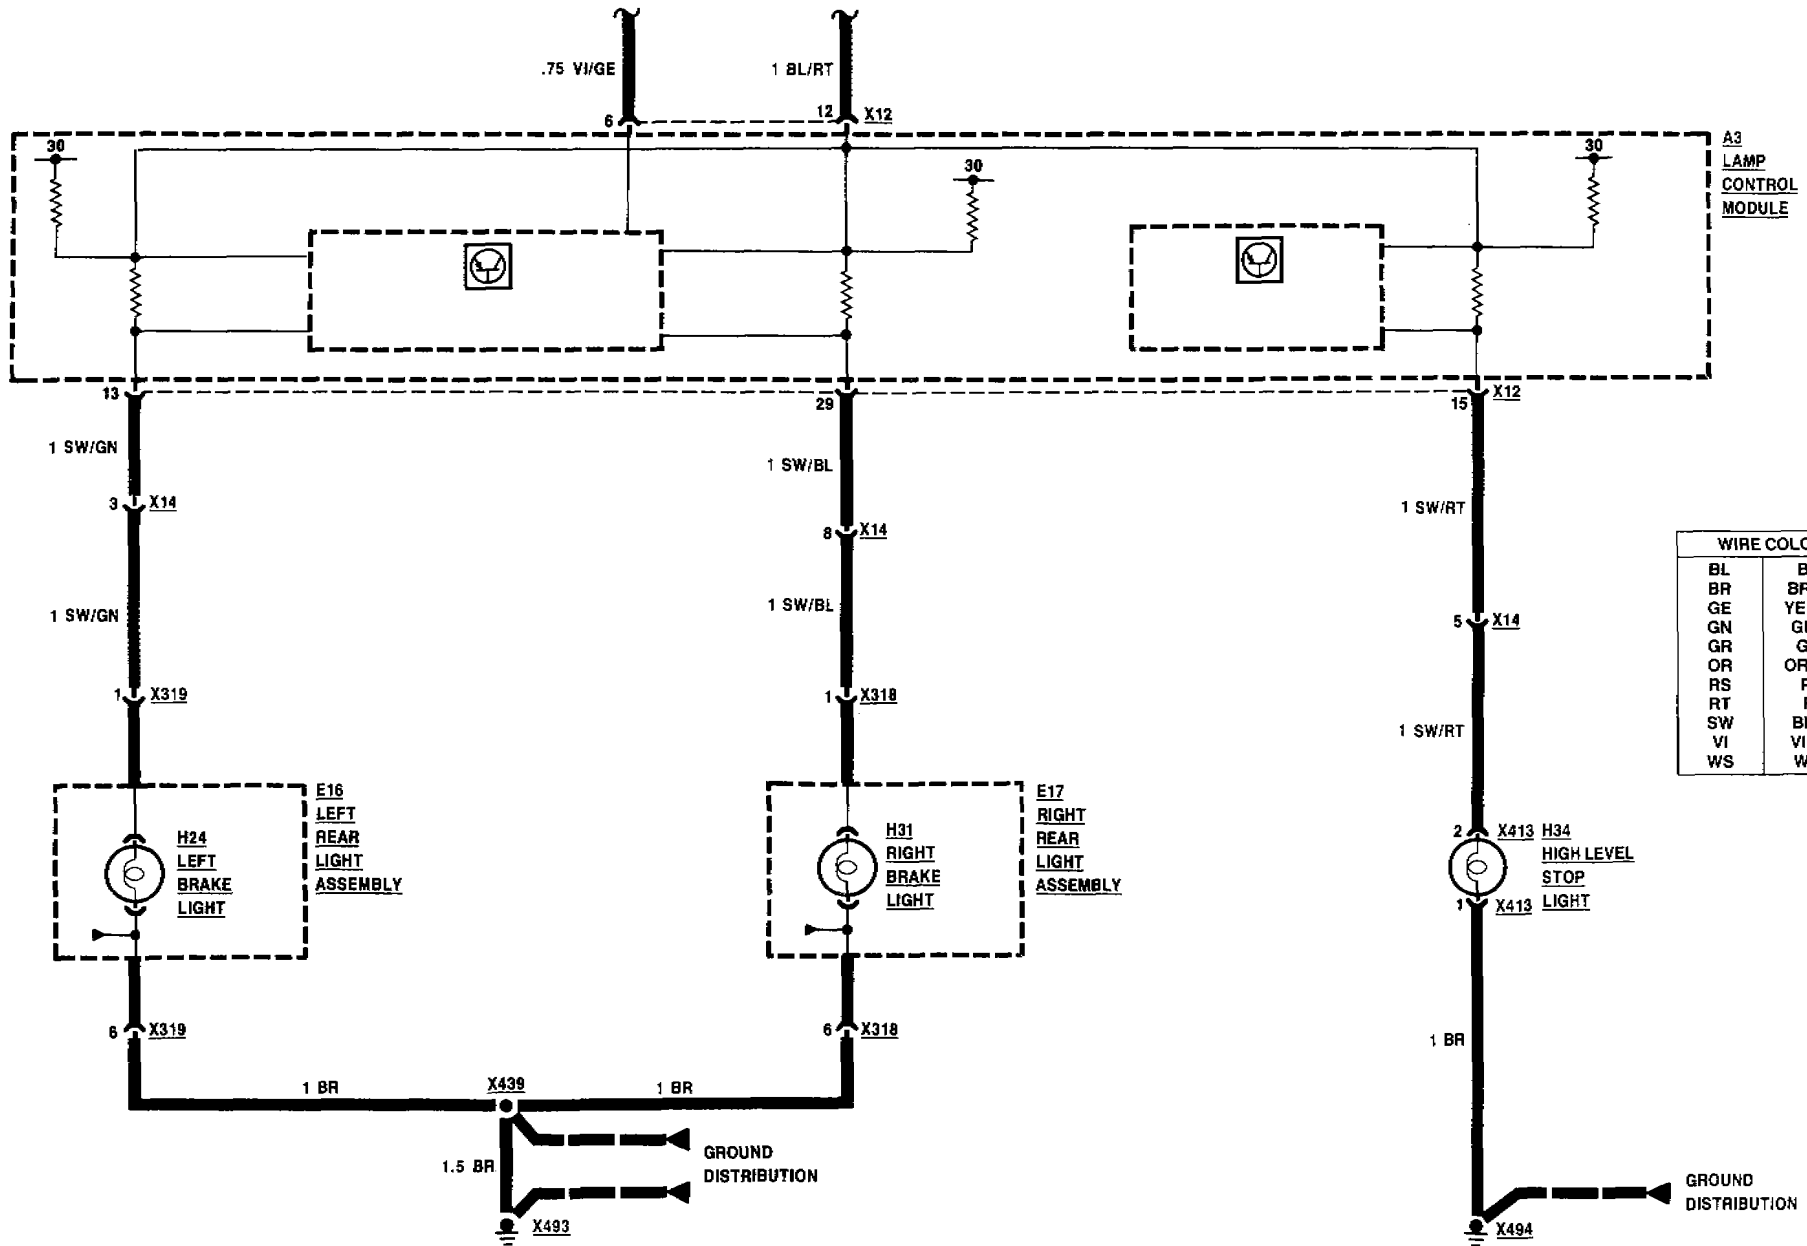 .75 VI/GE
1 BL/RT
6
12
X12
30
30
30
A3
LAMP
CONTROL
MODULE
13
29
15
X12
1 SW/GN
1 SW/BL
1 SW/RT
3
X14
8
X14
5
X14
1 SW/GN
1 SW/BL
1 SW/RT
1
X319
1
X318
WIRE COLO
BL B
BR BR
GE YE
GN G
GR G
OR OR
RS
RT
SW B
VI VI
WS W
E16
LEFT
REAR
LIGHT
ASSEMBLY
H24
LEFT
BRAKE
LIGHT
E17
RIGHT
REAR
LIGHT
ASSEMBLY
H31
RIGHT
BRAKE
LIGHT
2
X413
H34
HIGH LEVEL
STOP
LIGHT
1
X413
6
X319
6
X318
1 BR
1 BR
X439
1 BR
1.5 BR
GROUND
DISTRIBUTION
X493
GROUND
DISTRIBUTION
X494